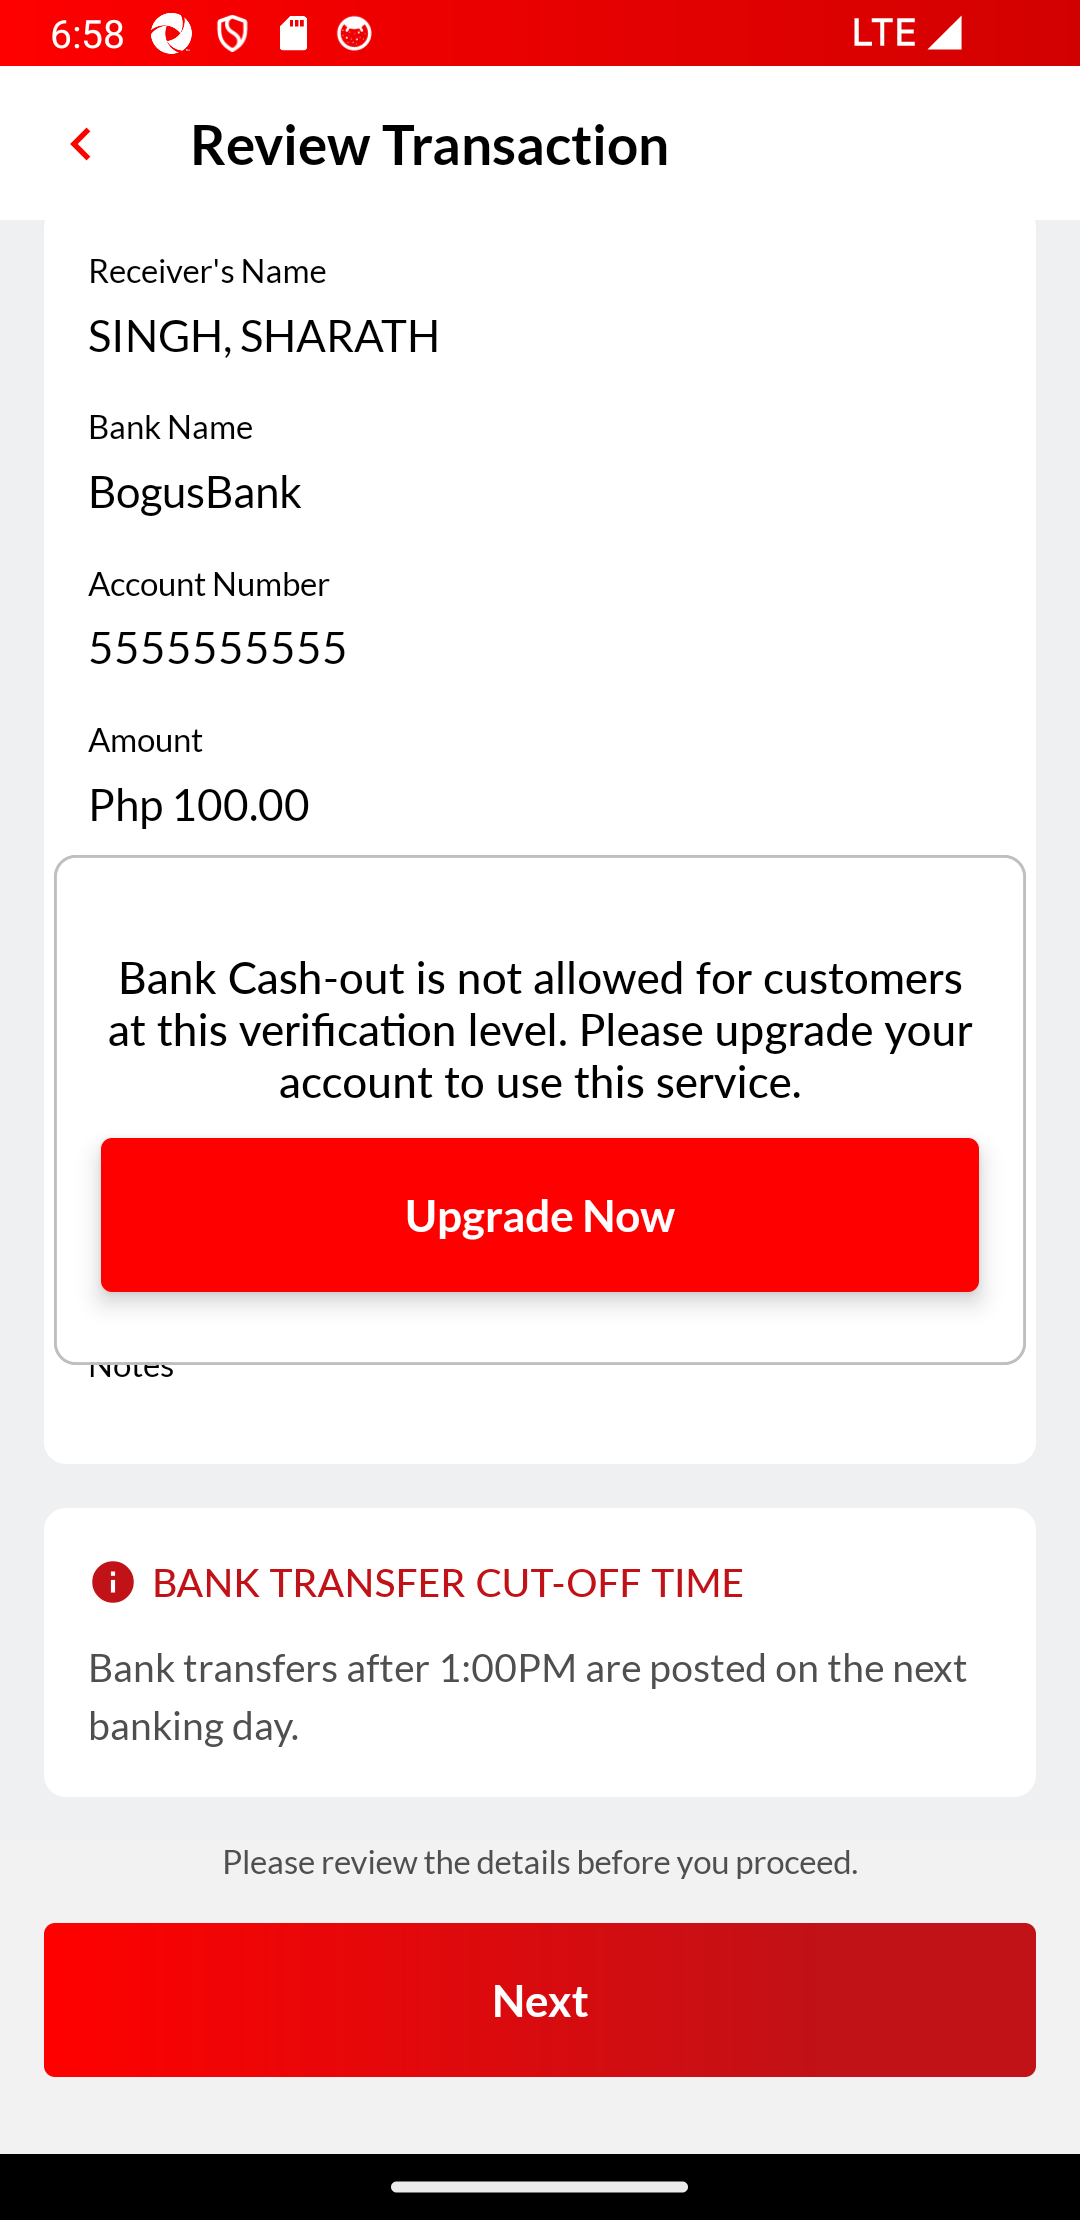 6:58 LTE
Review Transaction
Receiver's Name
SINGH, SHARATH
Bank Name
BogusBank
Account Number
5555555555
Amount
Php 100.00
Bank Cash-out is not allowed for customers
at this verification level. Please upgrade your
account to use this service.
Upgrade Now
Notes
BANK TRANSFER CUT-OFF TIME
Bank transfers after 1:00PM are posted on the next
banking day.
Please review the details before you proceed.
Next